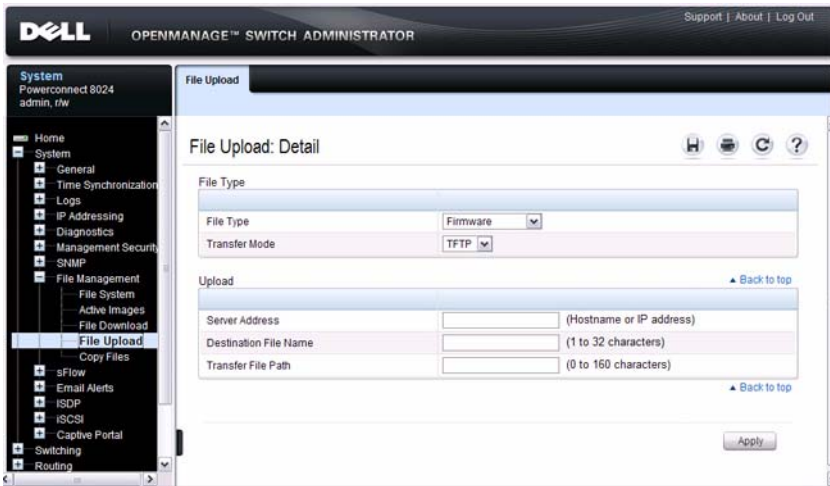 Support | About | Log Out
DELL OPENMANAGE™ SWITCH ADMINISTRATOR
System
Powerconnect 8024
admin, r/w
File Upload
Home
System
General
Time Synchronization
Logs
IP Addressing
Diagnostics
Management Security
SNMP
File Management
File System
Active Images
File Download
File Upload
Copy Files
sFlow
Email Alerts
ISDP
iSCSI
Captive Portal
Switching
Routing
File Upload: Detail
File Type
File Type Firmware
Transfer Mode TFTP
Upload Back to top
Server Address (Hostname or IP address)
Destination File Name (1 to 32 characters)
Transfer File Path (0 to 160 characters)
Back to top
Apply